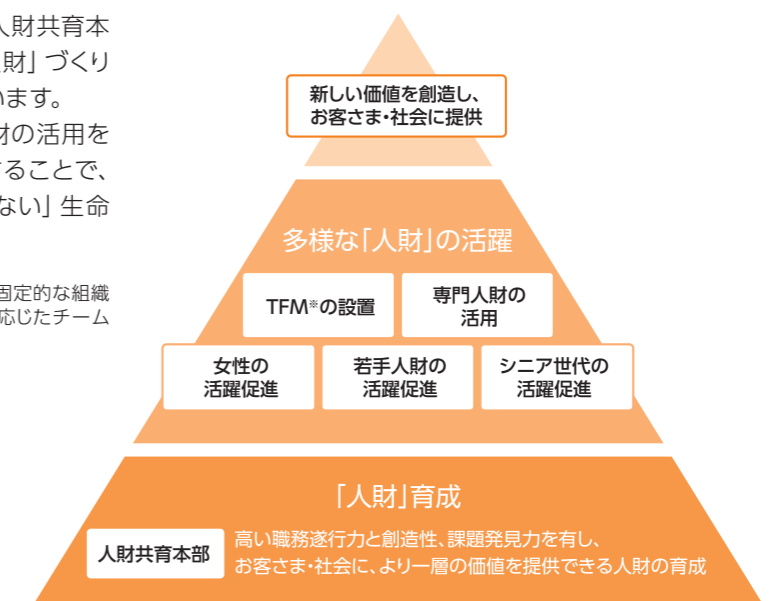 人財共育本
財」づくり
います。
財の活用を
することで、
ない」生命
固定的な組織
応じたチーム
新しい価値を創造し、
お客さま・社会に提供
多様な「人財」の活躍
TFM※の設置
専門人財の
活用
女性の
活躍促進
若手人財の
活躍促進
シニア世代の
活躍促進
「人財」育成
人財共育本部
高い職務遂行力と創造性、課題発見力を有し、
お客さま・社会に、より一層の価値を提供できる人財の育成